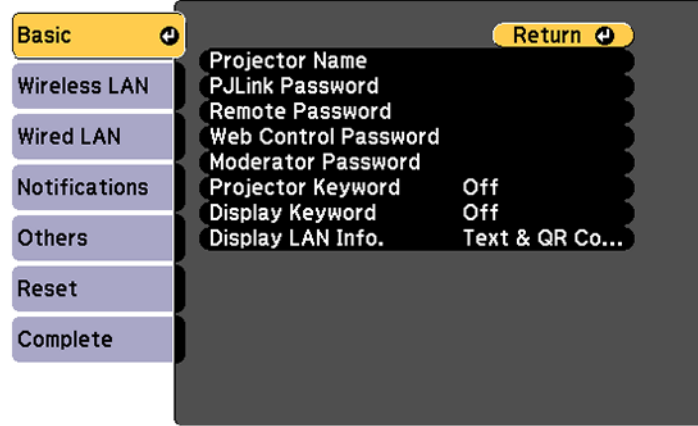 Basic
Return
Projector Name
PJLink Password
Wireless LAN
Remote Password
Wired LAN
Web Control Password
Moderator Password
Notifications
Projector Keyword Off
Display Keyword Off
Others
Display LAN Info. Text & QR Co...
Reset
Complete